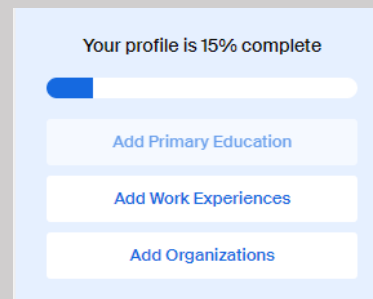 Your profile is 15% complete
Add Primary Education
Add Work Experiences
Add Organizations